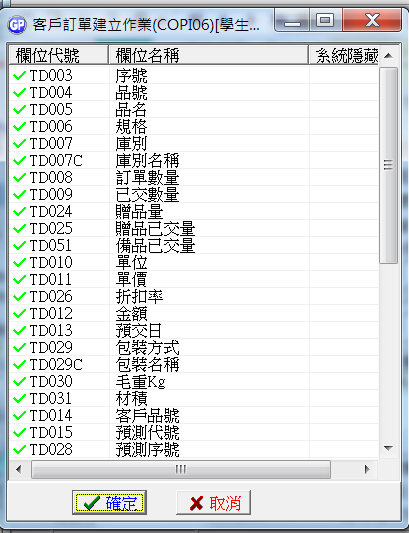 GP 客戶訂單建立作業(COPI06)[學生...
欄位代號 欄位名稱 系統隱藏
TD003 序號
TD004 品號
TD005 品名
TD006 規格
TD007 庫別
TD007C 庫別名稱
TD008 訂單數量
TD009 已交數量
TD024 贈品量
TD025 贈品已交量
TD051 備品已交量
TD010 單位
TD011 單價
TD026 折扣率
TD012 金額
TD013 預交日
TD029 包裝方式
TD029C 包裝名稱
TD030 毛重Kg
TD031 材積
TD014 客戶品號
TD015 預測代號
TD028 預測序號
確定 取消